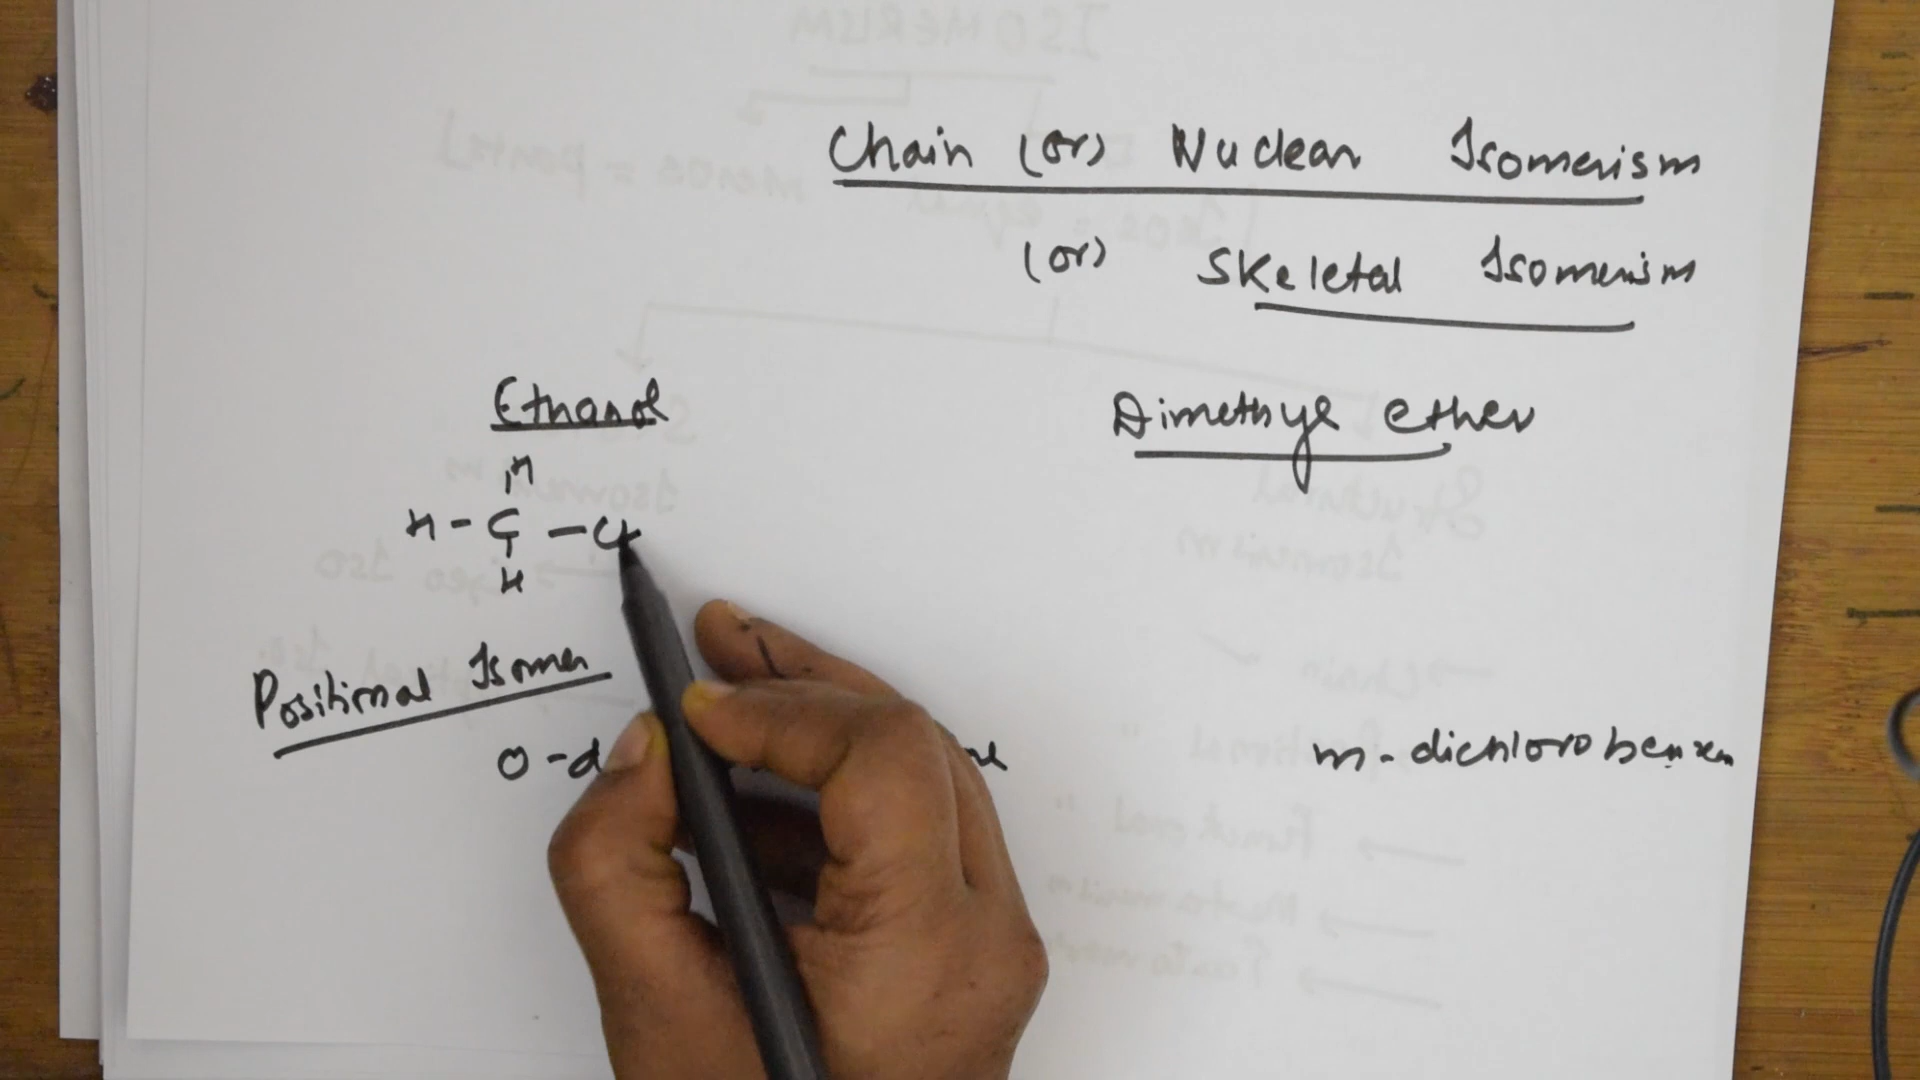 Chain (or) Nuclear Isomerism
(or) Skeletal Isomerism
Ethanol
Dimethyl ether
H
H - C - C
H
Positional Isomer
O-d
m-dichlorobenzen